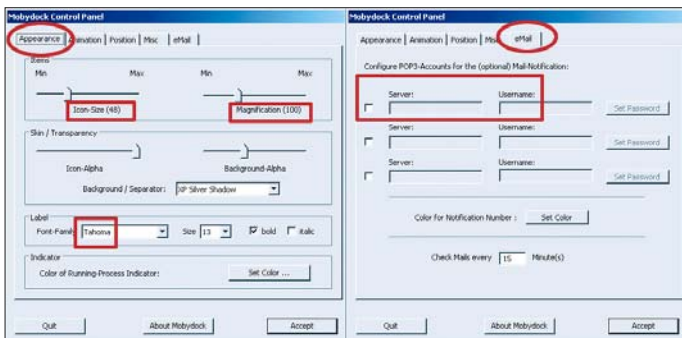 Mobydock Control Panel
Appearance Animation Position Misc eMail
Items
Min Max Min Max
Icon-Size (48) Magnification (100)
Skin / Transparency
Icon-Alpha Background-Alpha
Background / Separator: XP Silver Shadow
Label
Font-Family Tahoma Size 13 bold italic
Indicator
Color of Running-Process Indicator: Set Color ...
Quit About Mobydock Accept
Mobydock Control Panel
Appearance Animation Position Misc eMail
Configure POP3-Accounts for the (optional) Mail-Notification:
Server: Username:
Set Password
Server: Username:
Set Password
Server: Username:
Set Password
Color for Notification Number : Set Color
Check Mails every 15 Minute(s)
Quit About Mobydock Accept